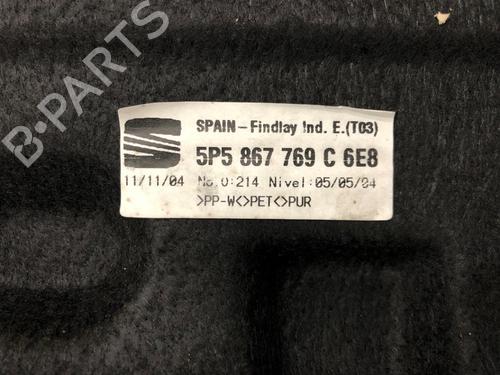 B-PARTS
SPAIN-Findlay Ind. E.(T03)
5P5 867 769 C 6E8
11/11/04 No.O:214 Nivel:05/05/04
>PP-W<>PET<>PUR